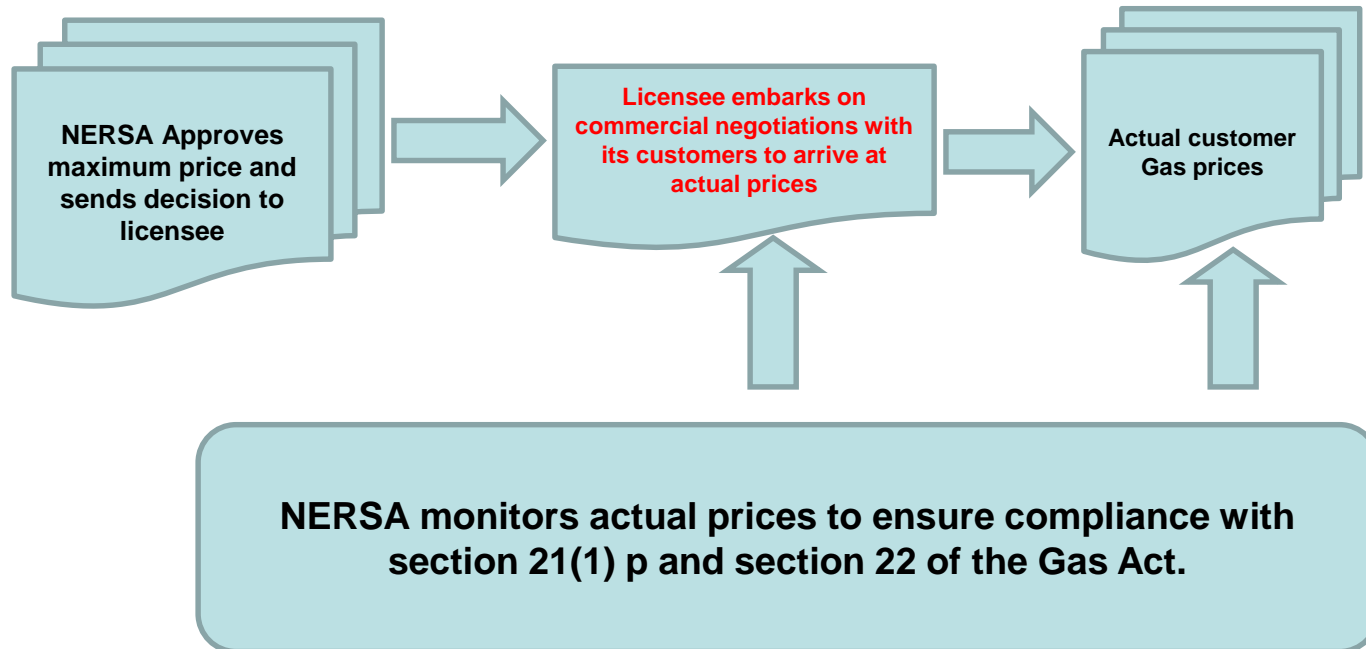 NERSA Approves
maximum price and
sends decision to
licensee
Licensee embarks on
commercial negotiations with
its customers to arrive at
actual prices
Actual customer
Gas prices
NERSA monitors actual prices to ensure compliance with
section 21(1) p and section 22 of the Gas Act.